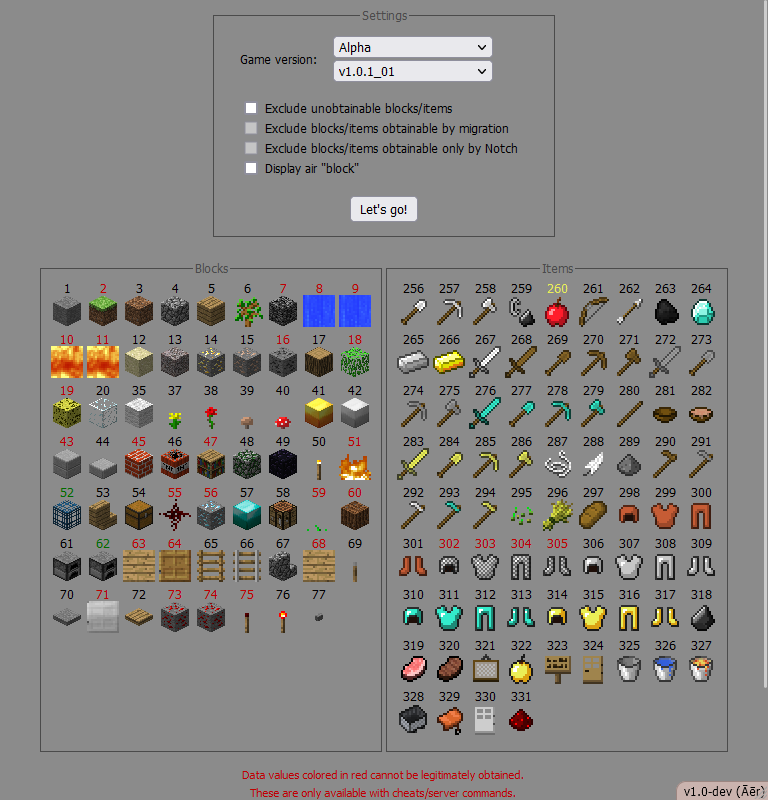 Settings
Game version:
Alpha
v1.0.1_01
Exclude unobtainable blocks/items
Exclude blocks/items obtainable by migration
Exclude blocks/items obtainable only by Notch
Display air "block"
Let's go!
Blocks
1 2 3 4 5 6 7 8 9
10 11 12 13 14 15 16 17 18
19 20 35 37 38 39 40 41 42
43 44 45 46 47 48 49 50 51
52 53 54 55 56 57 58 59 60
61 62 63 64 65 66 67 68 69
70 71 72 73 74 75 76 77
Items
256 257 258 259 260 261 262 263 264
265 266 267 268 269 270 271 272 273
274 275 276 277 278 279 280 281 282
283 284 285 286 287 288 289 290 291
292 293 294 295 296 297 298 299 300
301 302 303 304 305 306 307 308 309
310 311 312 313 314 315 316 317 318
319 320 321 322 323 324 325 326 327
328 329 330 331
Data values colored in red cannot be legitimately obtained.
These are only available with cheats/server commands.
v1.0-dev (Āēr)